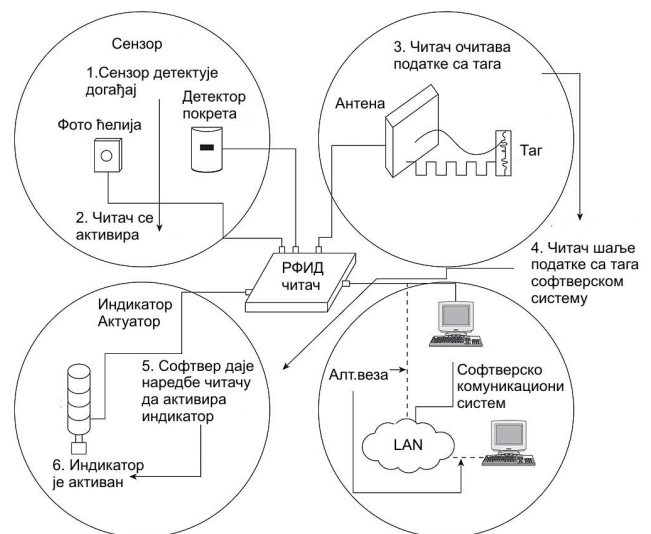 Сензор
1.Сензор детектује
догађај
Детектор
покрета
Фото ћелија
2. Читач се
активира
3. Читач очитава
податке са тага
Антена
Таг
РФИД
читач
4. Читач шаље
податке са тага
софтверском
систему
Индикатор
Актуатор
5. Софтвер даје
наредбе читачу
да активира
индикатор
6. Индикатор
је активан
Алт.веза
Софтверско
комуникациони
систем
LAN